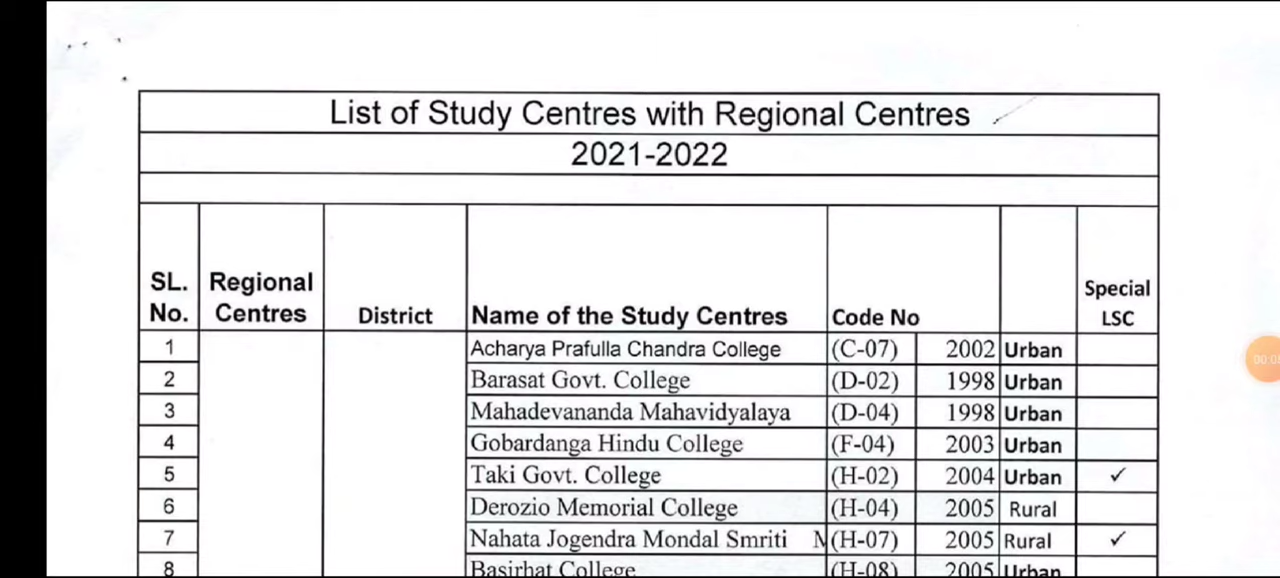 List of Study Centres with Regional Centres
2021-2022
SL. No. Regional Centres District Name of the Study Centres Code No Special LSC
1 Acharya Prafulla Chandra College (C-07) 2002 Urban
2 Barasat Govt. College (D-02) 1998 Urban
3 Mahadevananda Mahavidyalaya (D-04) 1998 Urban
4 Gobardanga Hindu College (F-04) 2003 Urban
5 Taki Govt. College (H-02) 2004 Urban ✓
6 Derozio Memorial College (H-04) 2005 Rural
7 Nahata Jogendra Mondal Smriti M (H-07) 2005 Rural ✓
8 Basirhat College (H-08) 2005 Urban